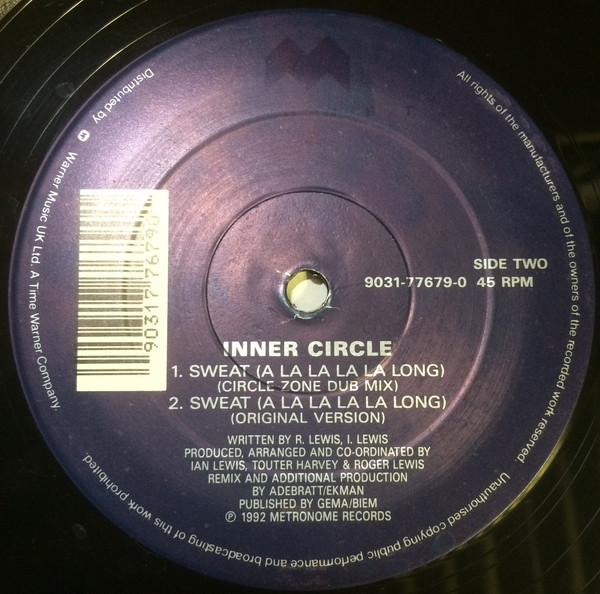 Distributed by
Warner Music UK Ltd. A Time Warner Company.
All rights of the manufacturers and of the owners of the recorded work reserved.
Unauthorised copying public performance and broadcasting of this work prohibited.
90317 76790
SIDE TWO
9031-77679-0 45 RPM
INNER CIRCLE
1. SWEAT (A LA LA LA LA LONG)
(CIRCLE ZONE DUB MIX)
2. SWEAT (A LA LA LA LA LONG)
(ORIGINAL VERSION)
WRITTEN BY R. LEWIS, I. LEWIS
PRODUCED, ARRANGED AND CO-ORDINATED BY
IAN LEWIS, TOUTER HARVEY & ROGER LEWIS
REMIX AND ADDITIONAL PRODUCTION
BY ADEBRATT/EKMAN
PUBLISHED BY GEMA/BIEM
℗ 1992 METRONOME RECORDS